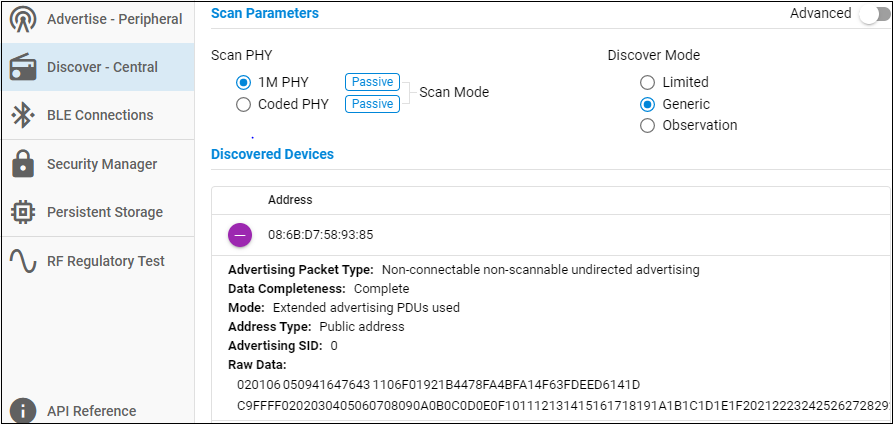 Advertise - Peripheral
Discover - Central
BLE Connections
Security Manager
Persistent Storage
RF Regulatory Test
API Reference
Scan Parameters
Advanced
Scan PHY
1M PHY Passive
Coded PHY Passive
Scan Mode
Discover Mode
Limited
Generic
Observation
Discovered Devices
Address
08:6B:D7:58:93:85
Advertising Packet Type: Non-connectable non-scannable undirected advertising
Data Completeness: Complete
Mode: Extended advertising PDUs used
Address Type: Public address
Advertising SID: 0
Raw Data:
020106 050941647643 1106F01921B4478FA4BFA14F63FDEED6141D
C9FFFF0202030405060708090A0B0C0D0E0F101112131415161718191A1B1C1D1E1F20212223242526272829